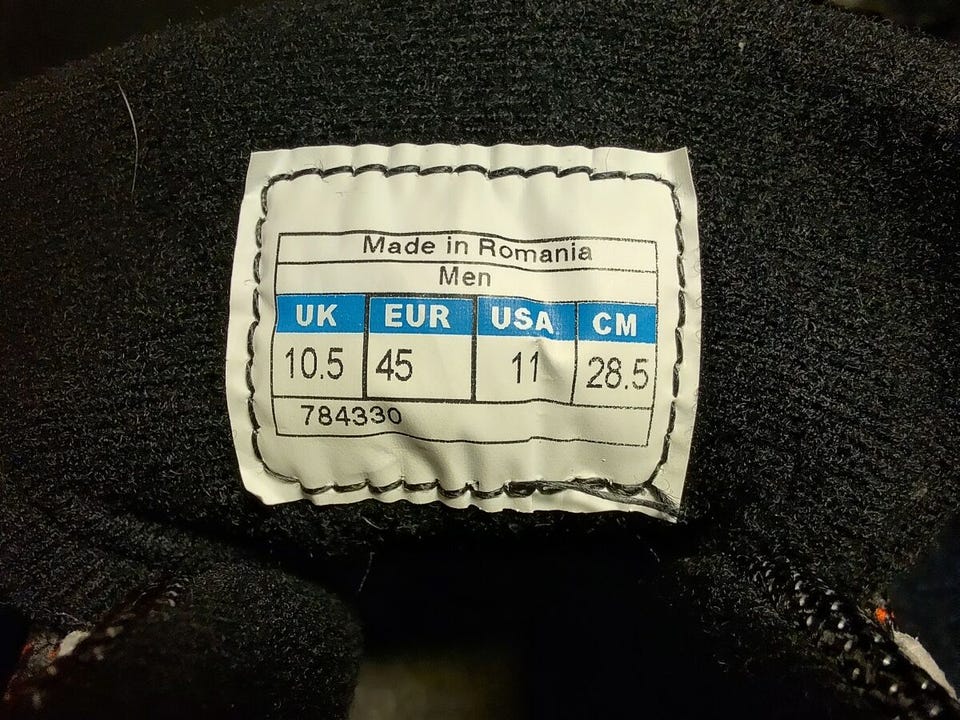 Made in Romania
Men
UK EUR USA CM
10.5 45 11 28.5
784330